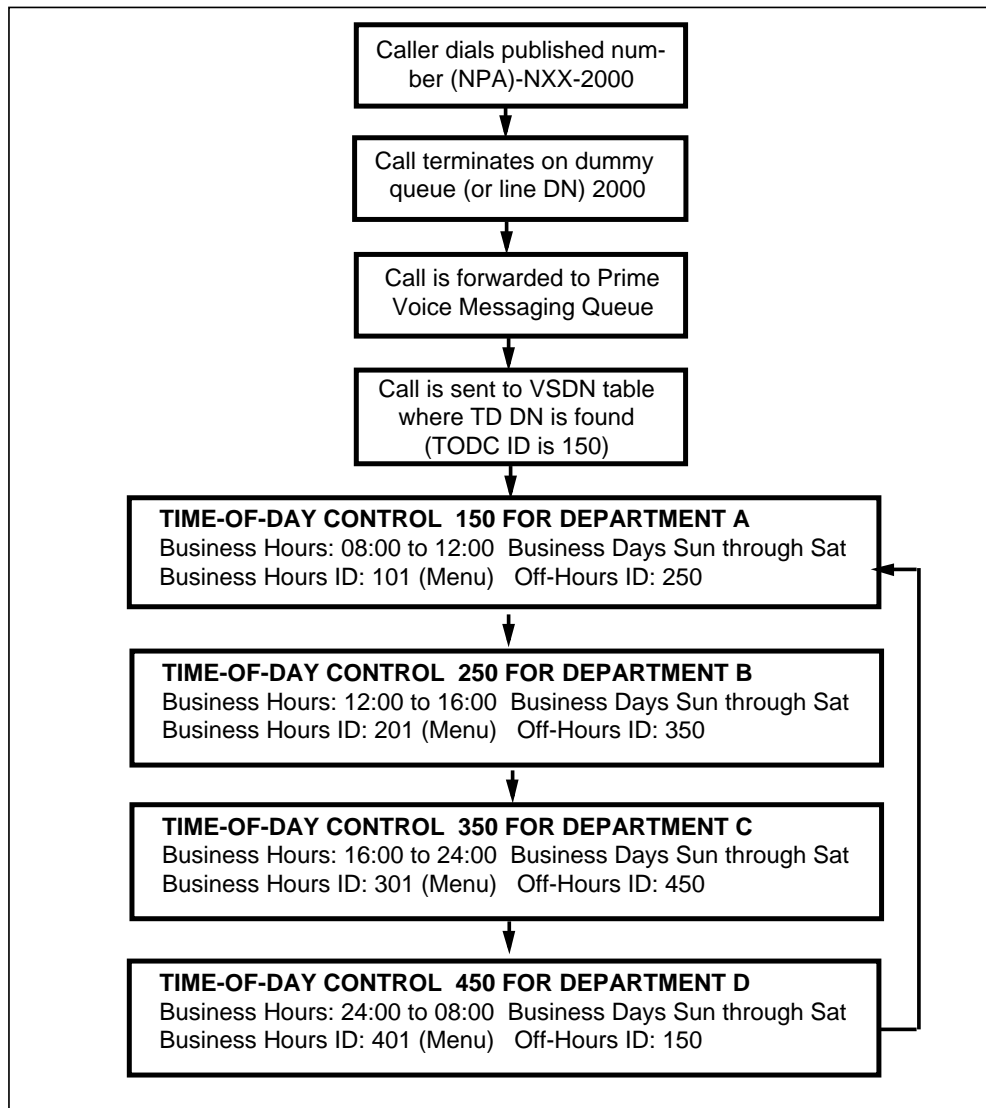 Caller dials published num-
ber (NPA)-NXX-2000
Call terminates on dummy
queue (or line DN) 2000
Call is forwarded to Prime
Voice Messaging Queue
Call is sent to VSDN table
where TD DN is found
(TODC ID is 150)
TIME-OF-DAY CONTROL 150 FOR DEPARTMENT A
Business Hours: 08:00 to 12:00 Business Days Sun through Sat
Business Hours ID: 101 (Menu) Off-Hours ID: 250
TIME-OF-DAY CONTROL 250 FOR DEPARTMENT B
Business Hours: 12:00 to 16:00 Business Days Sun through Sat
Business Hours ID: 201 (Menu) Off-Hours ID: 350
TIME-OF-DAY CONTROL 350 FOR DEPARTMENT C
Business Hours: 16:00 to 24:00 Business Days Sun through Sat
Business Hours ID: 301 (Menu) Off-Hours ID: 450
TIME-OF-DAY CONTROL 450 FOR DEPARTMENT D
Business Hours: 24:00 to 08:00 Business Days Sun through Sat
Business Hours ID: 401 (Menu) Off-Hours ID: 150